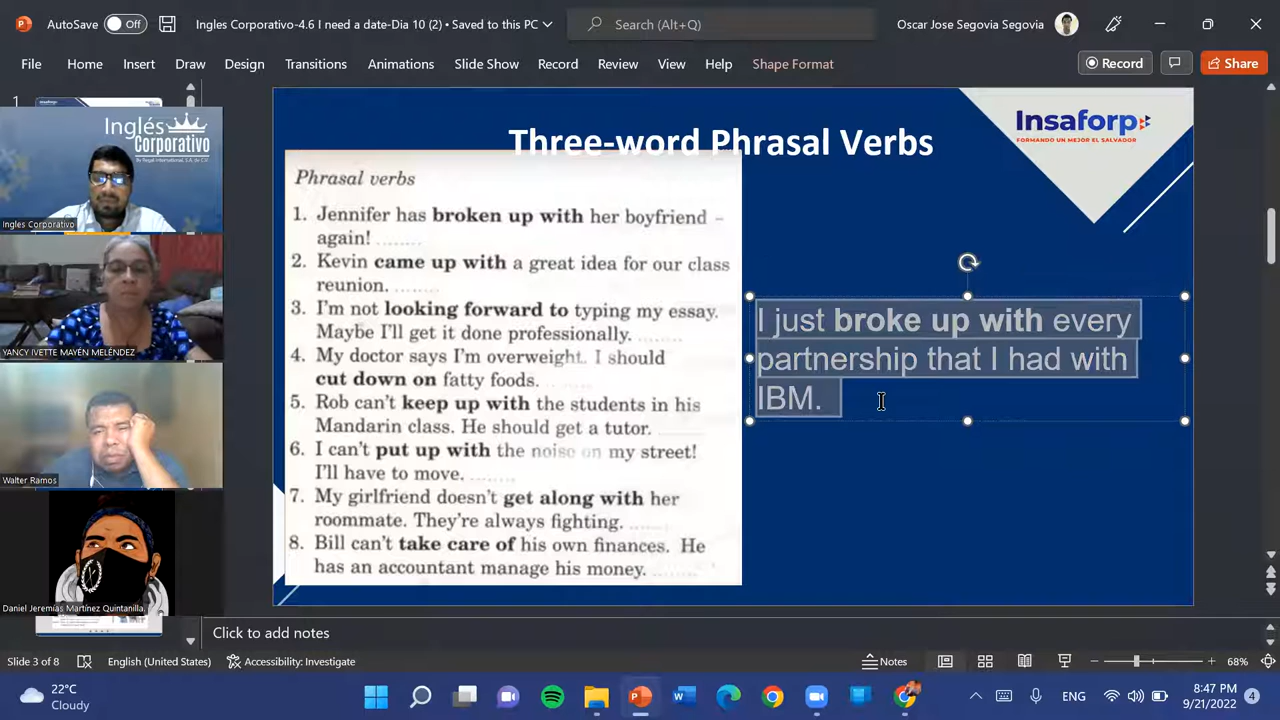 AutoSave Off
Ingles Corporativo-4.6 I need a date-Dia 10 (2) • Saved to this PC
Search (Alt+Q)
Oscar Jose Segovia Segovia
File Home Insert Draw Design Transitions Animations Slide Show Record Review View Help Shape Format
Record
Share
1
Inglés
Corporativo
By Regal International, S.A. de C.V.
Ingles Corporativo
YANCY IVETTE MAYÉN MELÉNDEZ
Walter Ramos
Daniel Jeremías Martínez Quintanilla.
Three-word Phrasal Verbs
Insaforp
FORMANDO UN MEJOR EL SALVADOR
Phrasal verbs
1. Jennifer has broken up with her boyfriend –
again! ........
2. Kevin came up with a great idea for our class
reunion. ........
3. I'm not looking forward to typing my essay.
Maybe I'll get it done professionally. ........
4. My doctor says I'm overweight. I should
cut down on fatty foods. ........
5. Rob can't keep up with the students in his
Mandarin class. He should get a tutor. ........
6. I can't put up with the noise on my street!
I'll have to move. ........
7. My girlfriend doesn't get along with her
roommate. They're always fighting. ........
8. Bill can't take care of his own finances. He
has an accountant manage his money. ........
I just broke up with every
partnership that I had with
IBM.
Click to add notes
Slide 3 of 8
English (United States)
Accessibility: Investigate
Notes
68%
22°C
Cloudy
ENG
8:47 PM
9/21/2022
4